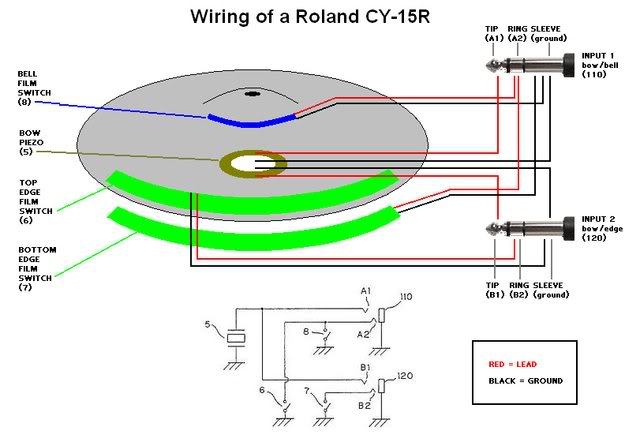 Wiring of a Roland CY-15R
TIP RING SLEEVE
(A1) (A2) (ground)
INPUT 1
bow/bell
(110)
BELL
FILM
SWITCH
(8)
BOW
PIEZO
(5)
TOP
EDGE
FILM
SWITCH
(6)
BOTTOM
EDGE
FILM
SWITCH
(7)
INPUT 2
bow/edge
(120)
TIP RING SLEEVE
(B1) (B2) (ground)
A1
110
5
8
A2
B1
120
6
7
B2
RED = LEAD
BLACK = GROUND